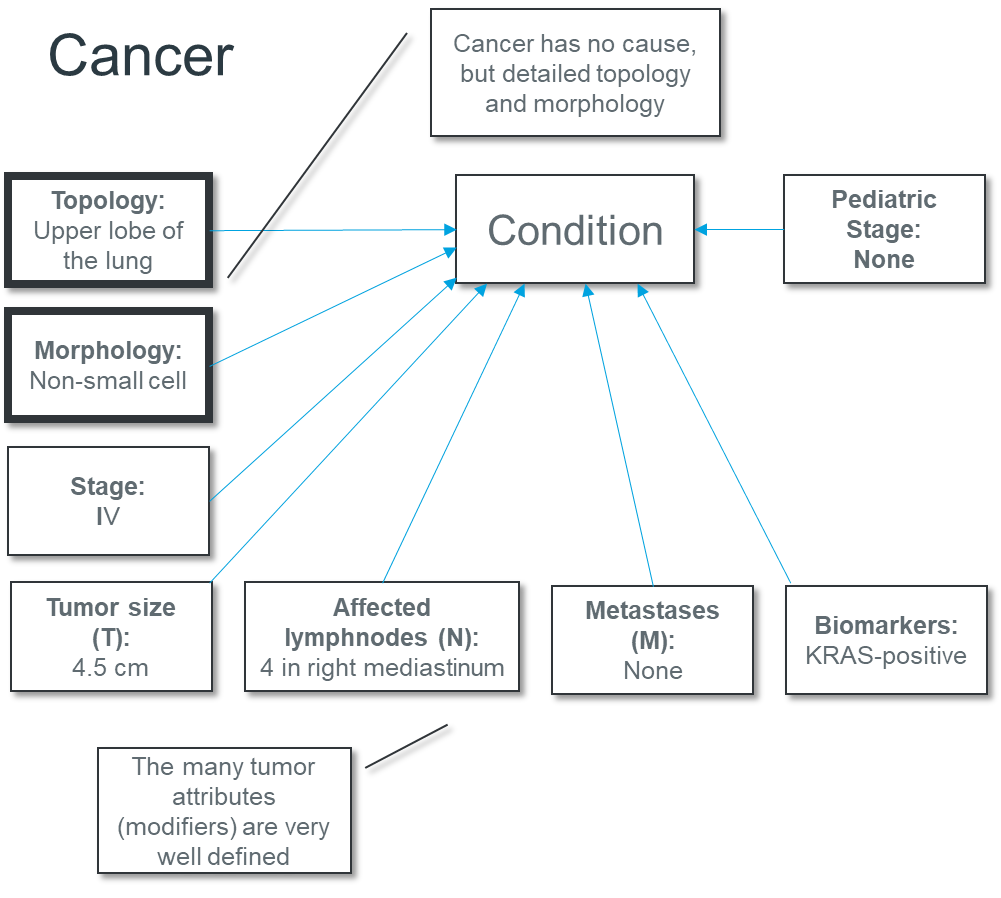 Cancer
Cancer has no cause,
but detailed topology
and morphology
Topology:
Upper lobe of
the lung
Condition
Pediatric
Stage:
None
Morphology:
Non-small cell
Stage:
IV
Tumor size
(T):
4.5 cm
Affected
lymphnodes (N):
4 in right mediastinum
Metastases
(M):
None
Biomarkers:
KRAS-positive
The many tumor
attributes
(modifiers) are very
well defined